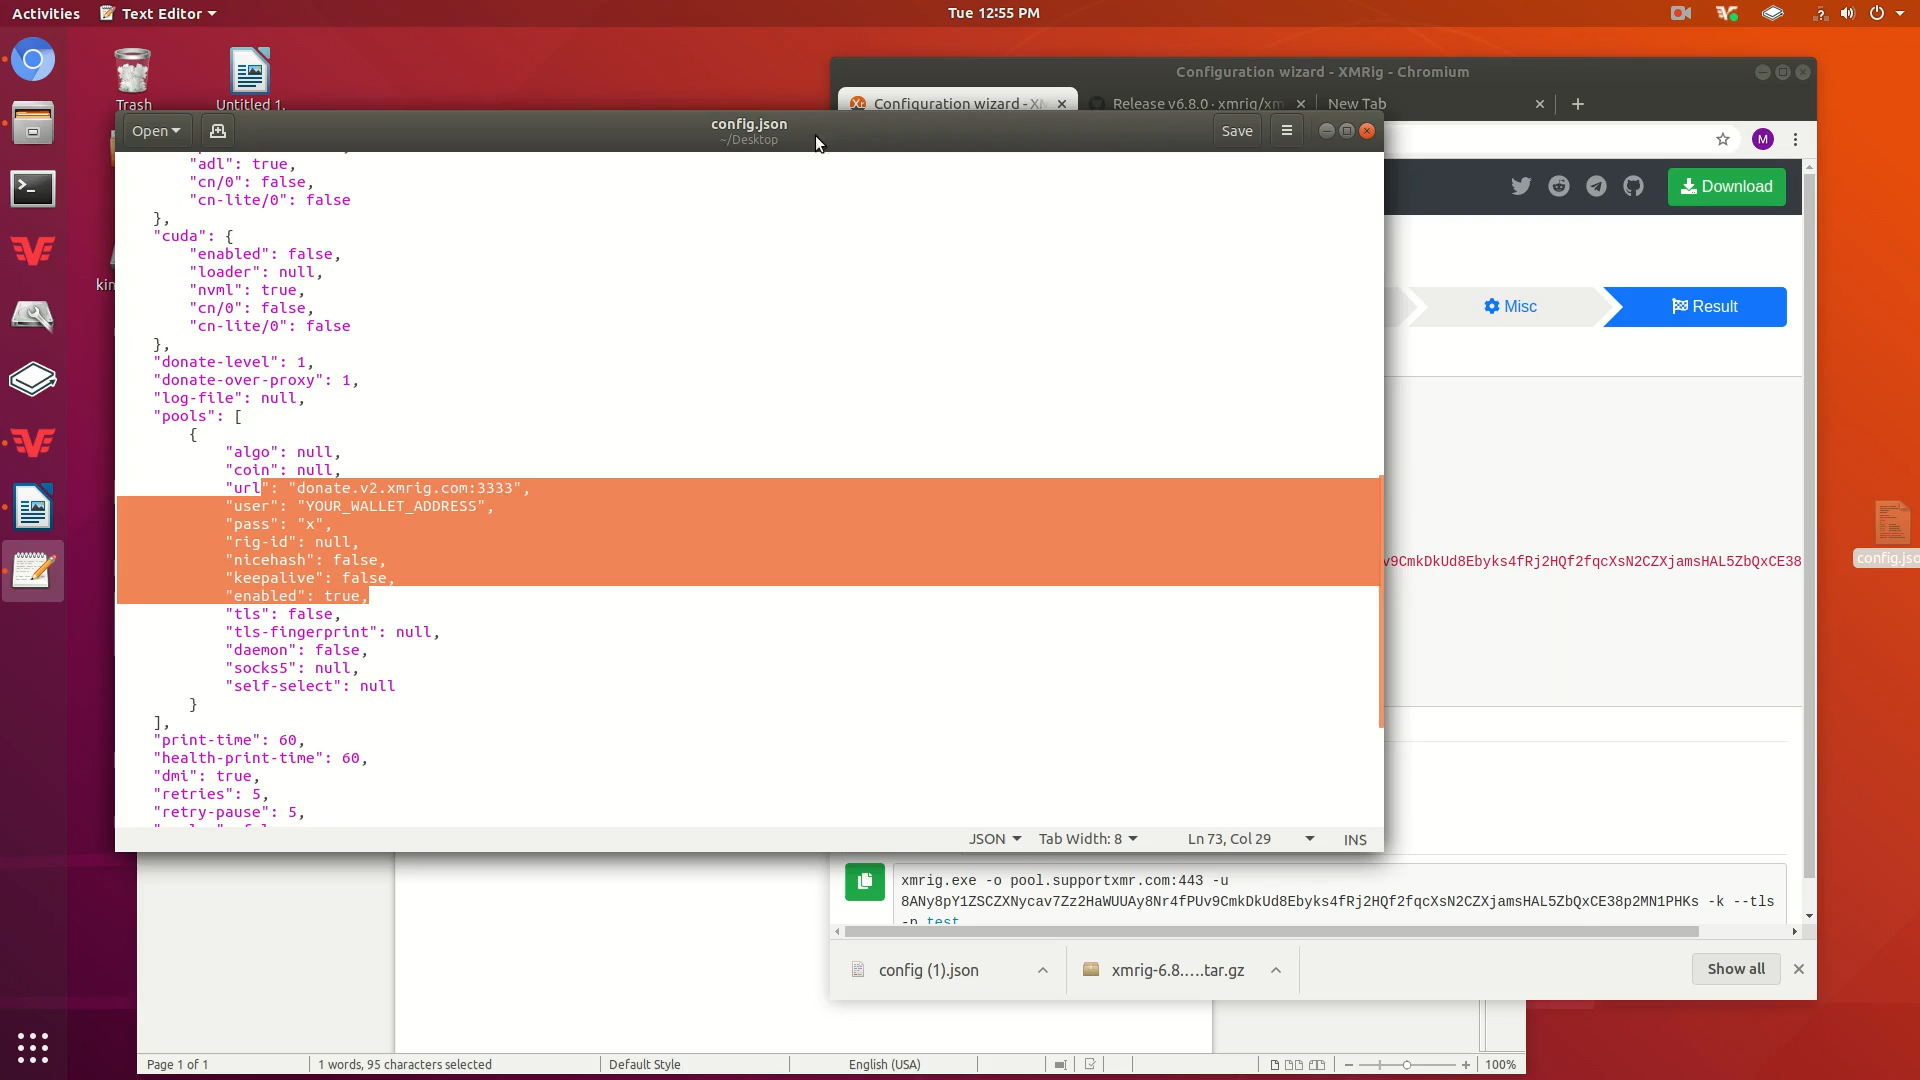 Activities Text Editor Tue 12:55 PM
Trash
Untitled 1.
Configuration wizard - XMRig - Chromium
Configuration wizard - XM Release v6.8.0 · xmrig/xm New Tab
Open config.json Save
~/Desktop
"adl": true,
"cn/0": false,
"cn-lite/0": false
},
"cuda": {
"enabled": false,
"loader": null,
"nvml": true,
"cn/0": false,
"cn-lite/0": false
},
"donate-level": 1,
"donate-over-proxy": 1,
"log-file": null,
"pools": [
{
"algo": null,
"coin": null,
"url": "donate.v2.xmrig.com:3333",
"user": "YOUR_WALLET_ADDRESS",
"pass": "x",
"rig-id": null,
"nicehash": false,
"keepalive": false,
"enabled": true,
"tls": false,
"tls-fingerprint": null,
"daemon": false,
"socks5": null,
"self-select": null
}
],
"print-time": 60,
"health-print-time": 60,
"dmi": true,
"retries": 5,
"retry-pause": 5,
JSON Tab Width: 8 Ln 73, Col 29 INS
kin
M
Download
Misc Result
v9CmkDkUd8Ebyks4fRj2HQf2fqcXsN2CZXjamsHAL5ZbQxCE38
config.jso
xmrig.exe -o pool.supportxmr.com:443 -u
8ANy8pY1ZSCZXNycav7Zz2HaWUUAy8Nr4fPUv9CmkDkUd8Ebyks4fRj2HQf2fqcXsN2CZXjamsHAL5ZbQxCE38p2MN1PHKs -k --tls
-p test
config (1).json xmrig-6.8.....tar.gz Show all
Page 1 of 1 1 words, 95 characters selected Default Style English (USA) 100%